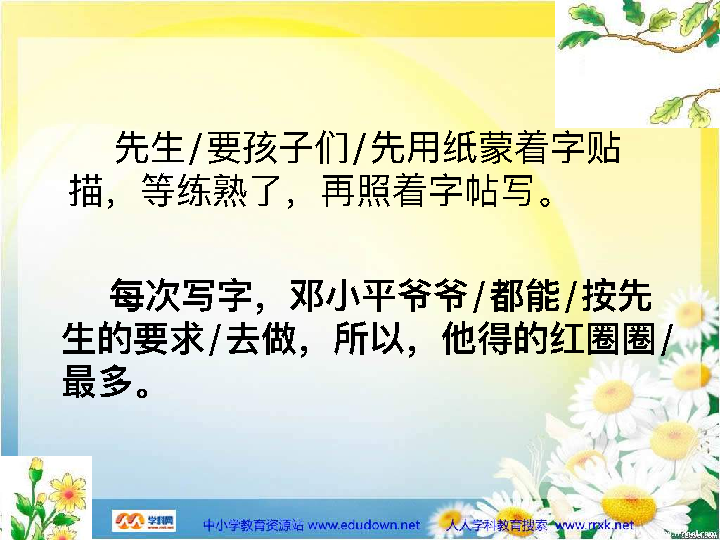 先生/要孩子们/先用纸蒙着字贴
描，等练熟了，再照着字帖写。
每次写字，邓小平爷爷/都能/按先
生的要求/去做，所以，他得的红圈圈/
最多。
学科网
中小学教育资源站 www.edudown.net 人人学科教育搜索 www.rrxk.net